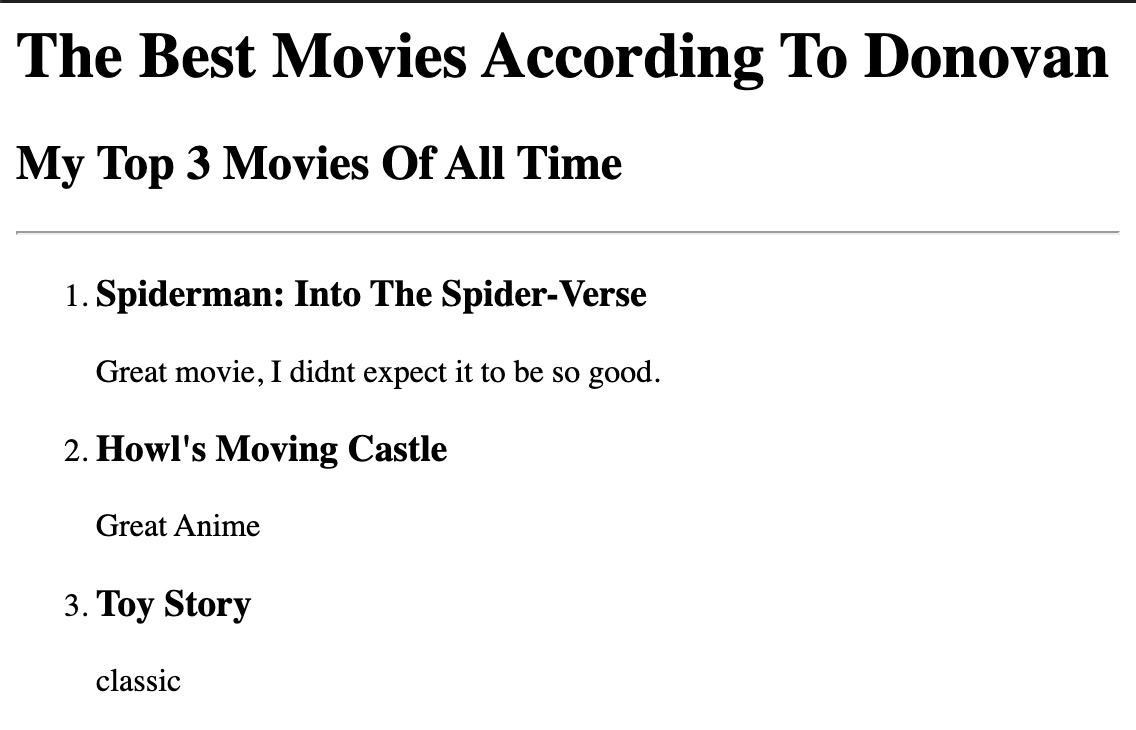 The Best Movies According To Donovan
My Top 3 Movies Of All Time
1. Spiderman: Into The Spider-Verse
Great movie, I didnt expect it to be so good.
2. Howl's Moving Castle
Great Anime
3. Toy Story
classic